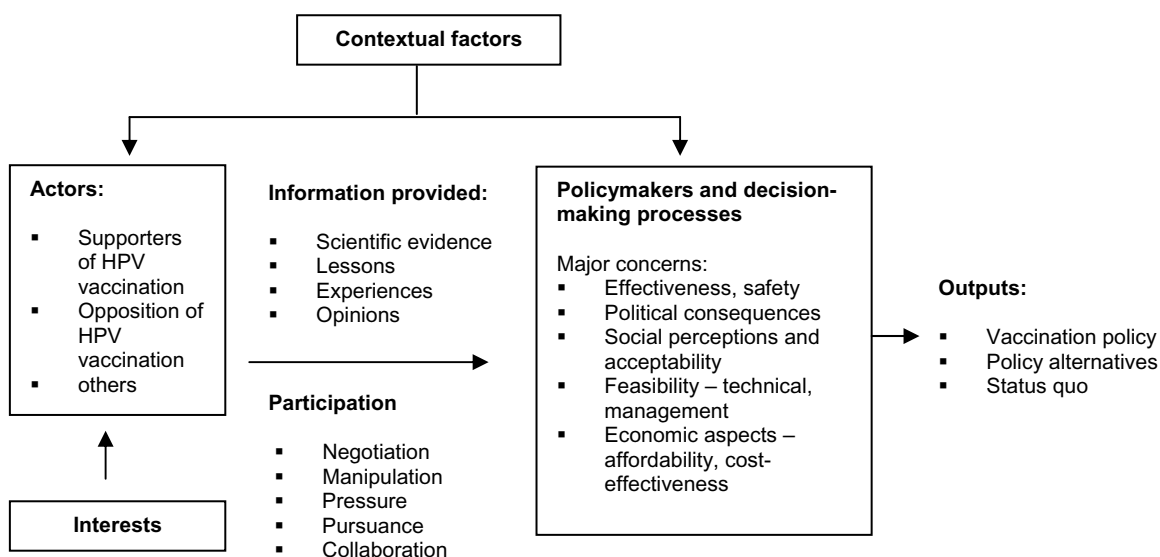 Contextual factors
Actors:
▪ Supporters
of HPV
vaccination
▪ Opposition of
HPV
vaccination
▪ others
Interests
Information provided:
▪ Scientific evidence
▪ Lessons
▪ Experiences
▪ Opinions
Participation
▪ Negotiation
▪ Manipulation
▪ Pressure
▪ Pursuance
▪ Collaboration
Policymakers and decision-
making processes
Major concerns:
▪ Effectiveness, safety
▪ Political consequences
▪ Social perceptions and
acceptability
▪ Feasibility – technical,
management
▪ Economic aspects –
affordability, cost-
effectiveness
Outputs:
▪ Vaccination policy
▪ Policy alternatives
▪ Status quo